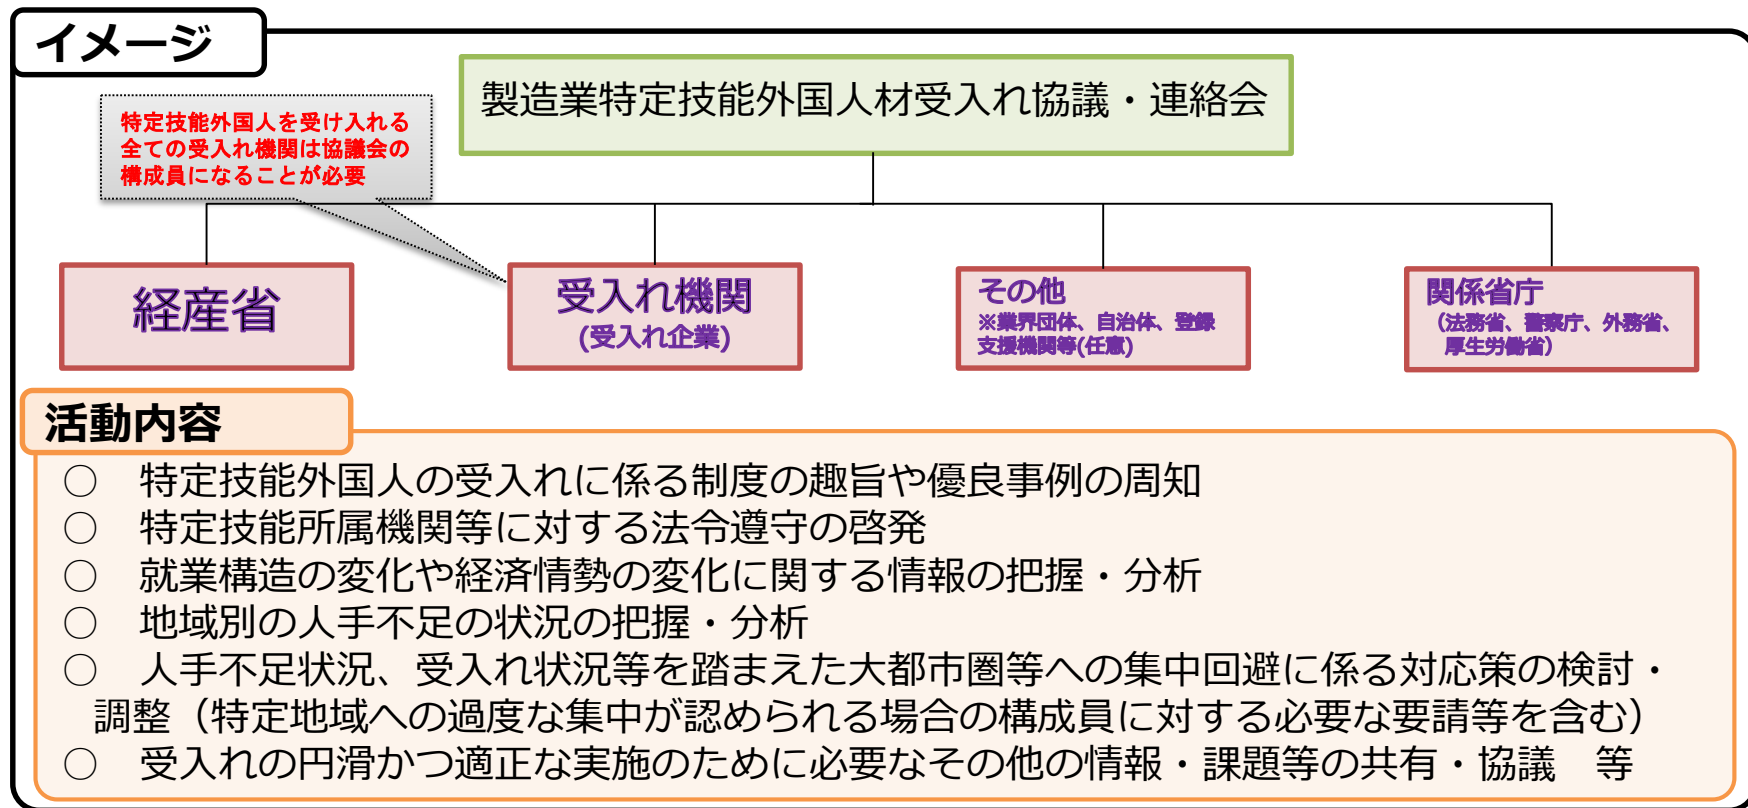 イメージ
製造業特定技能外国人材受入れ協議・連絡会
特定技能外国人を受け入れる
全ての受入れ機関は協議会の
構成員になることが必要
経産省
受入れ機関
(受入れ企業)
その他
※業界団体、自治体、登録
支援機関等(任意)
関係省庁
（法務省、警察庁、外務省、
厚生労働省）
活動内容
○　特定技能外国人の受入れに係る制度の趣旨や優良事例の周知
○　特定技能所属機関等に対する法令遵守の啓発
○　就業構造の変化や経済情勢の変化に関する情報の把握・分析
○　地域別の人手不足の状況の把握・分析
○　人手不足状況、受入れ状況等を踏まえた大都市圏等への集中回避に係る対応策の検討・
調整（特定地域への過度な集中が認められる場合の構成員に対する必要な要請等を含む）
○　受入れの円滑かつ適正な実施のために必要なその他の情報・課題等の共有・協議　等